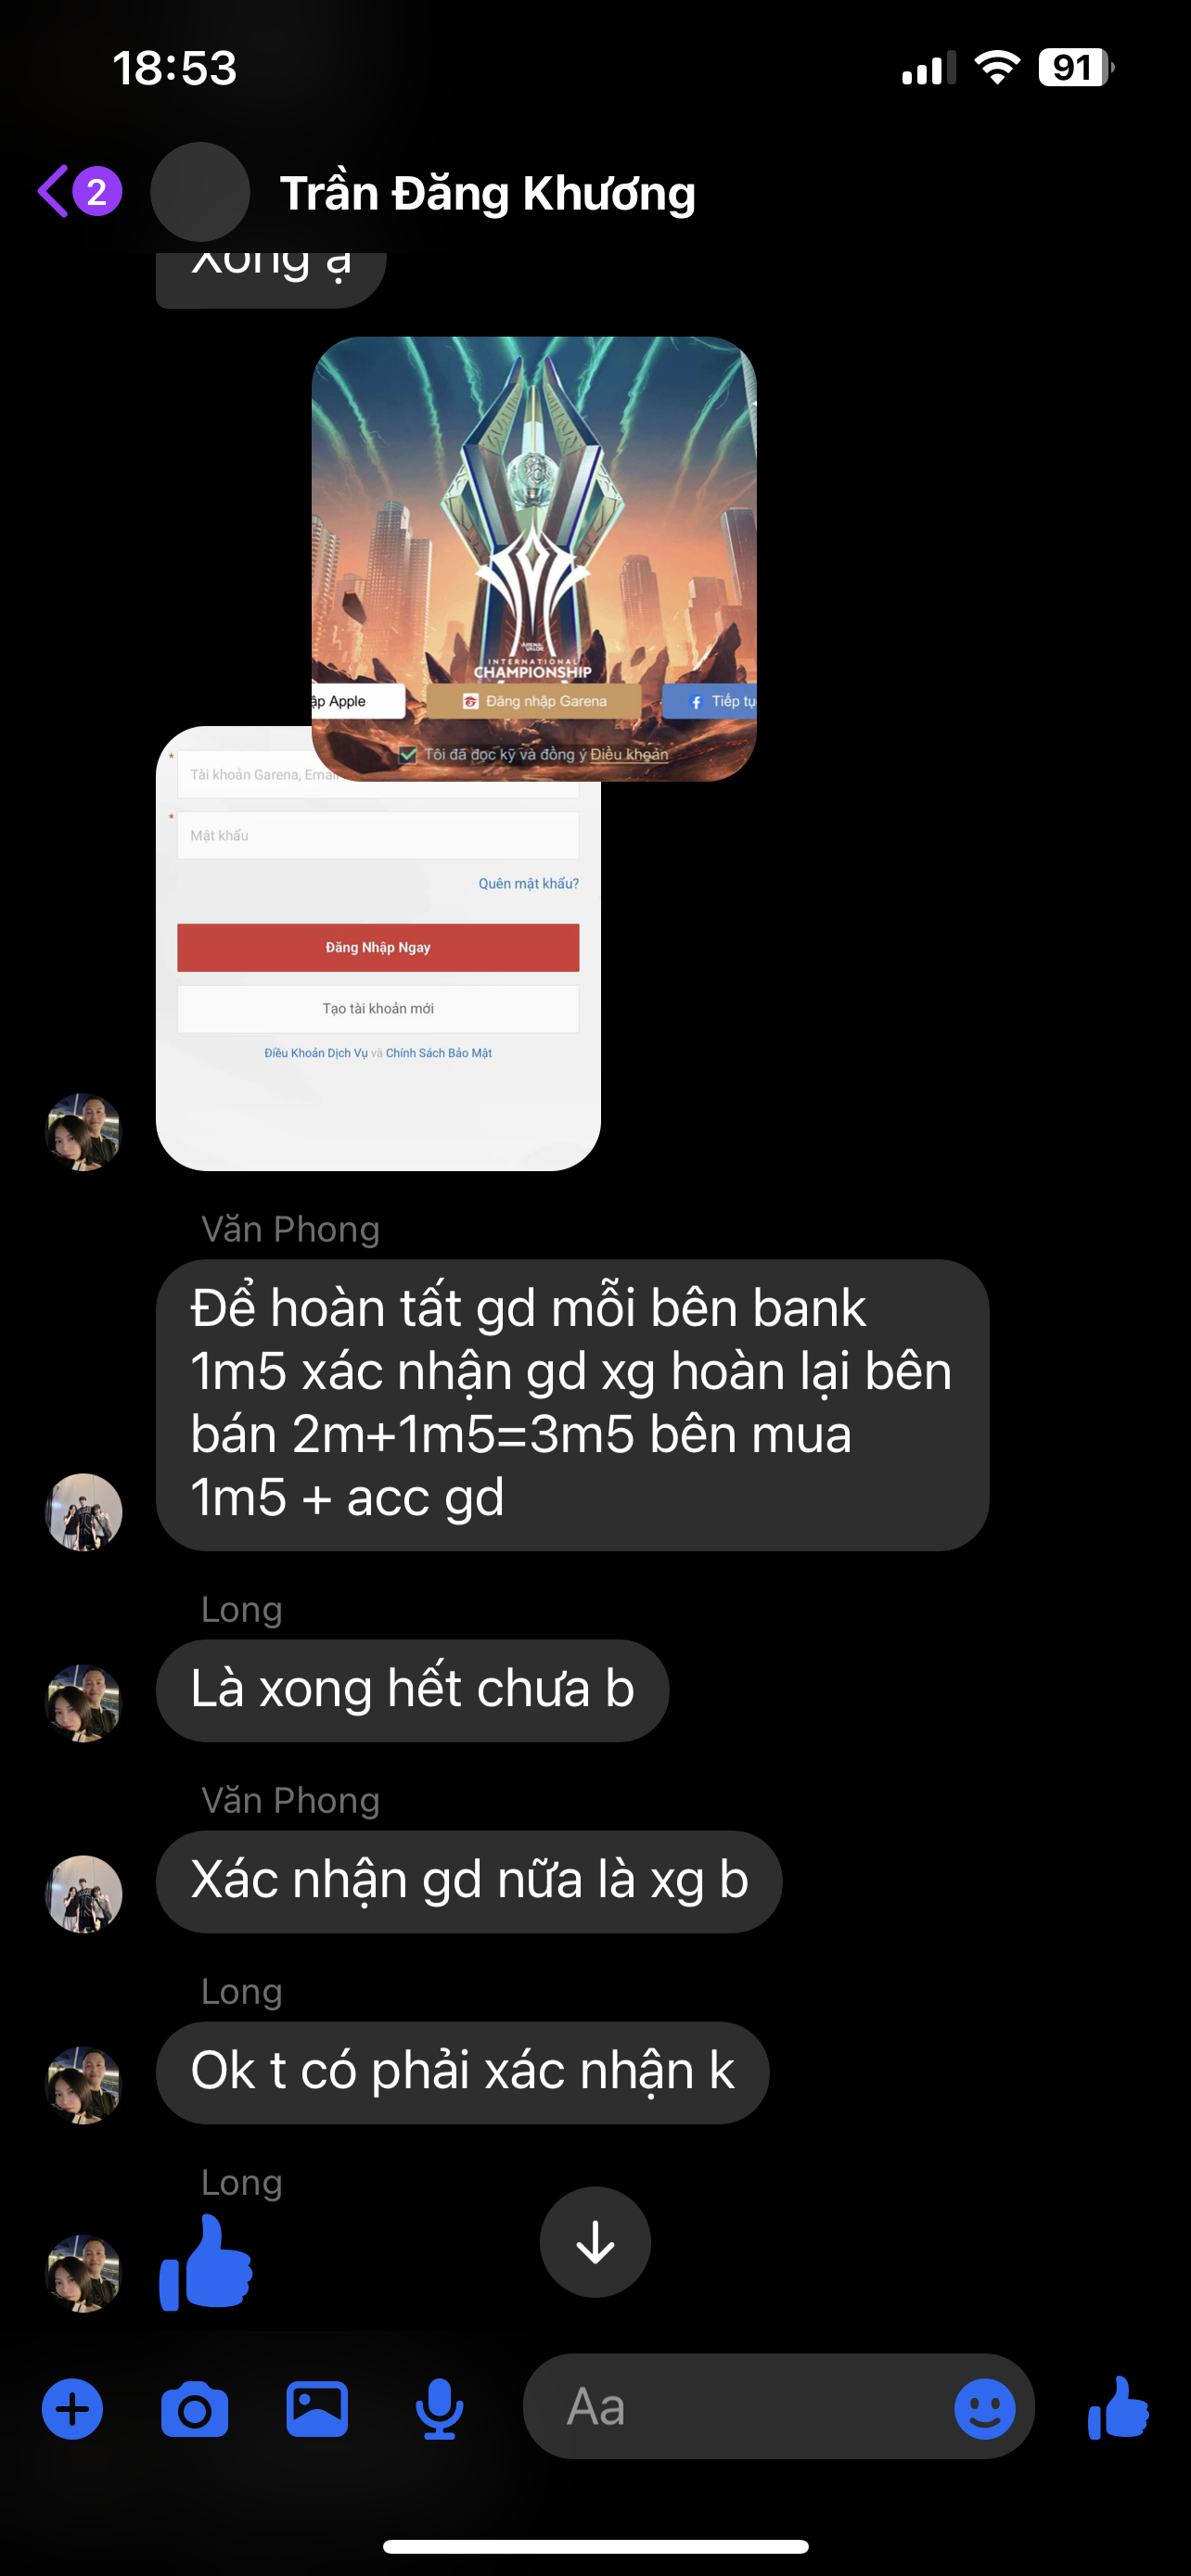 18:53
91
2
Trần Đăng Khương
Xong ạ
ARENA
VALOR
INTERNATIONAL
CHAMPIONSHIP
ập Apple
Đăng nhập Garena
Tiếp tụ
Tôi đã đọc kỹ và đồng ý Điều khoản
* Tài khoản Garena, Email
* Mật khẩu
Quên mật khẩu?
Đăng Nhập Ngay
Tạo tài khoản mới
Điều Khoản Dịch Vụ và Chính Sách Bảo Mật
Văn Phong
Để hoàn tất gd mỗi bên bank
1m5 xác nhận gd xg hoàn lại bên
bán 2m+1m5=3m5 bên mua
1m5 + acc gd
Long
Là xong hết chưa b
Văn Phong
Xác nhận gd nữa là xg b
Long
Ok t có phải xác nhận k
Long
Aa